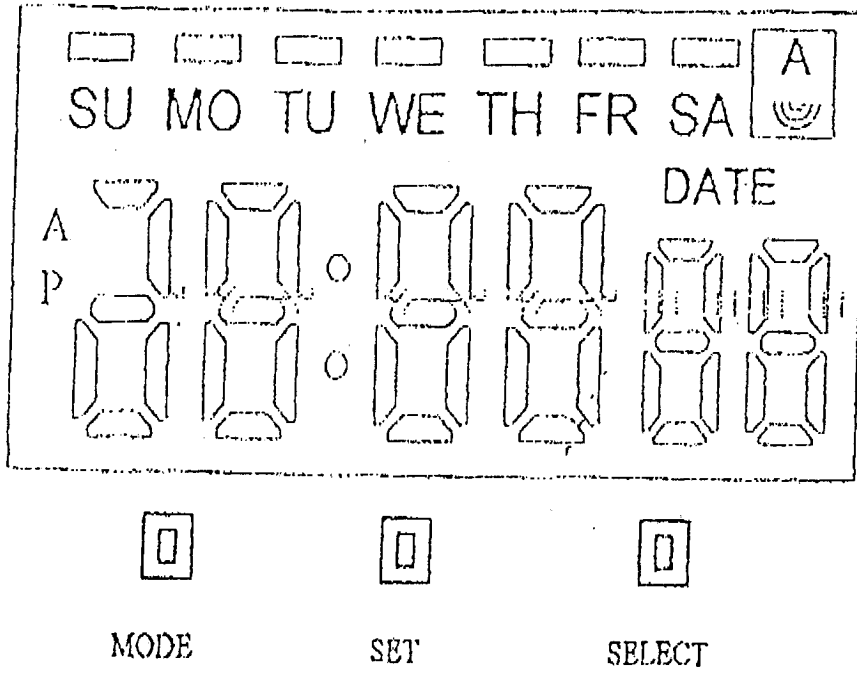 SU MO TU WE TH FR SA A
DATE
A
P
MODE SET SELECT